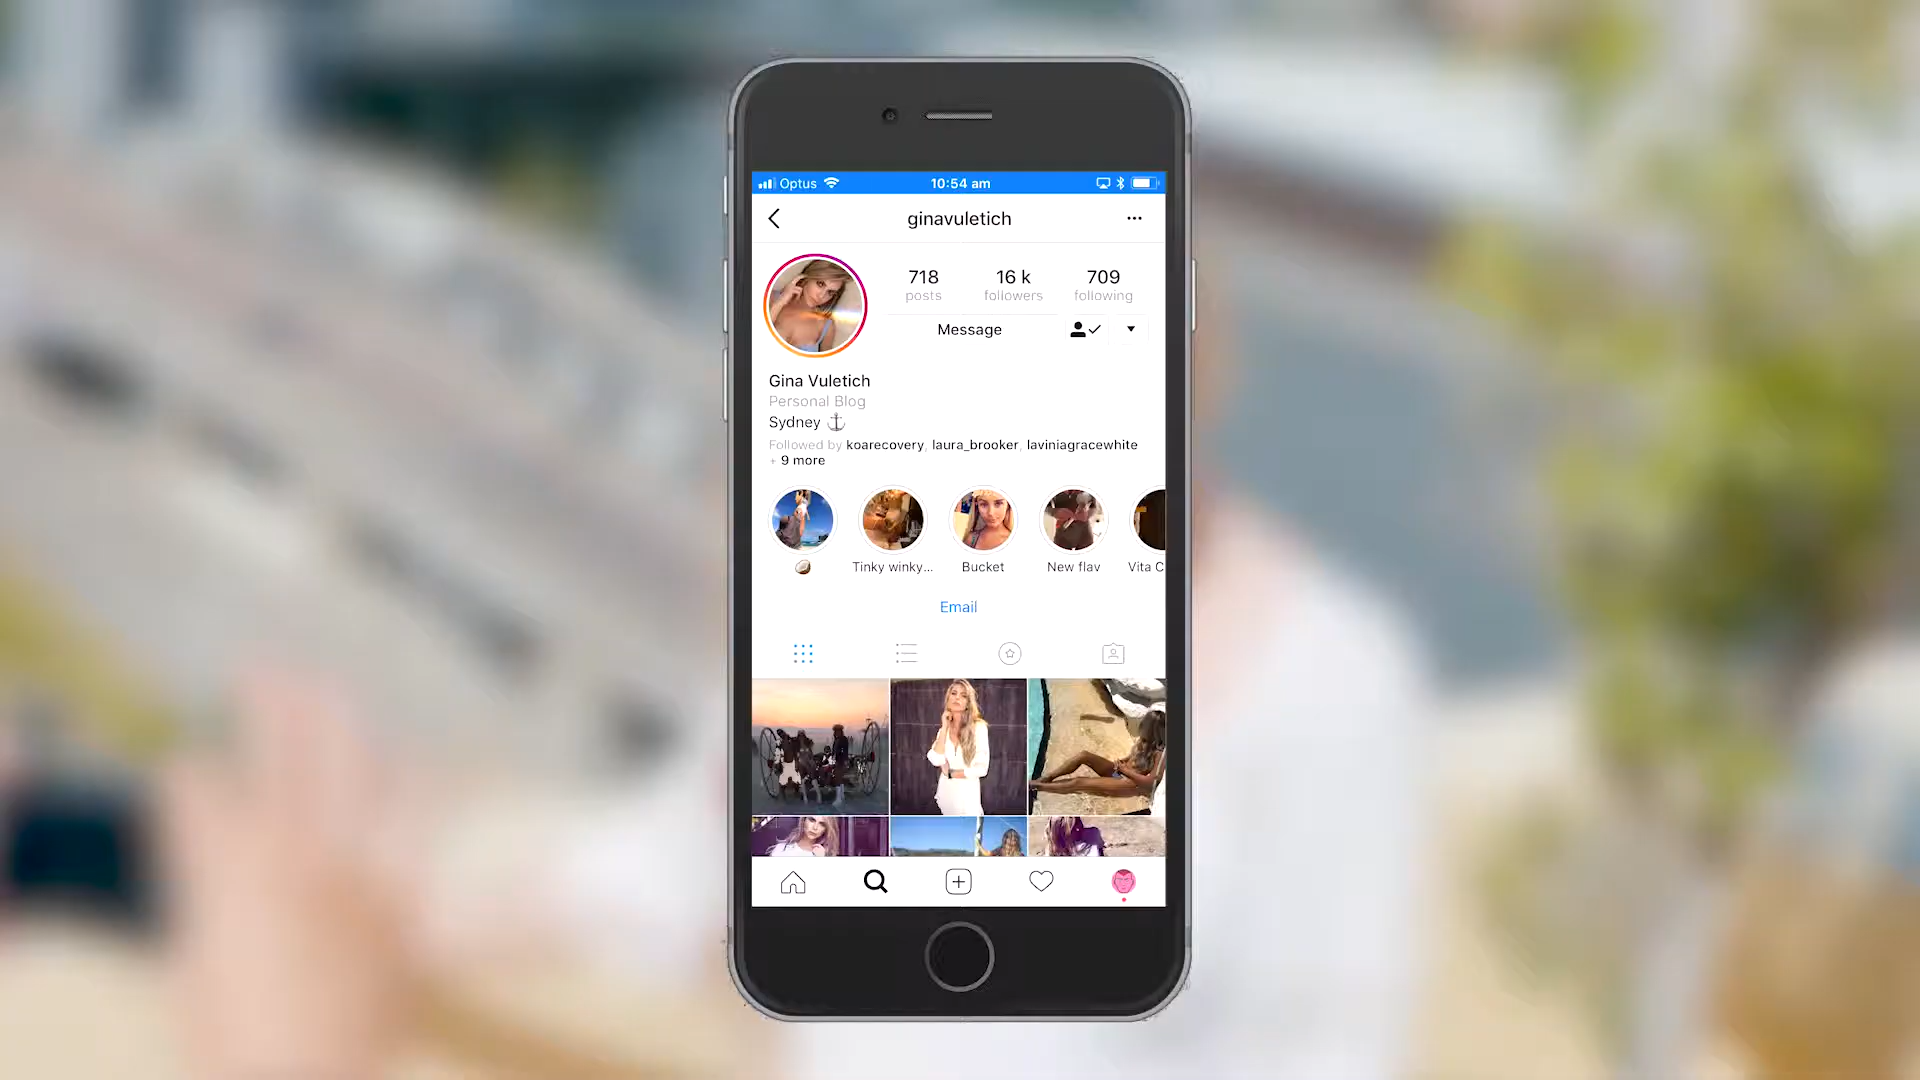 Optus 10:54 am
ginavuletich
718 16 k 709
posts followers following
Message
Gina Vuletich
Personal Blog
Sydney ⚓
Followed by koarecovery, laura_brooker, laviniagracewhite
+ 9 more
Tinky winky... Bucket New flav Vita C
Email